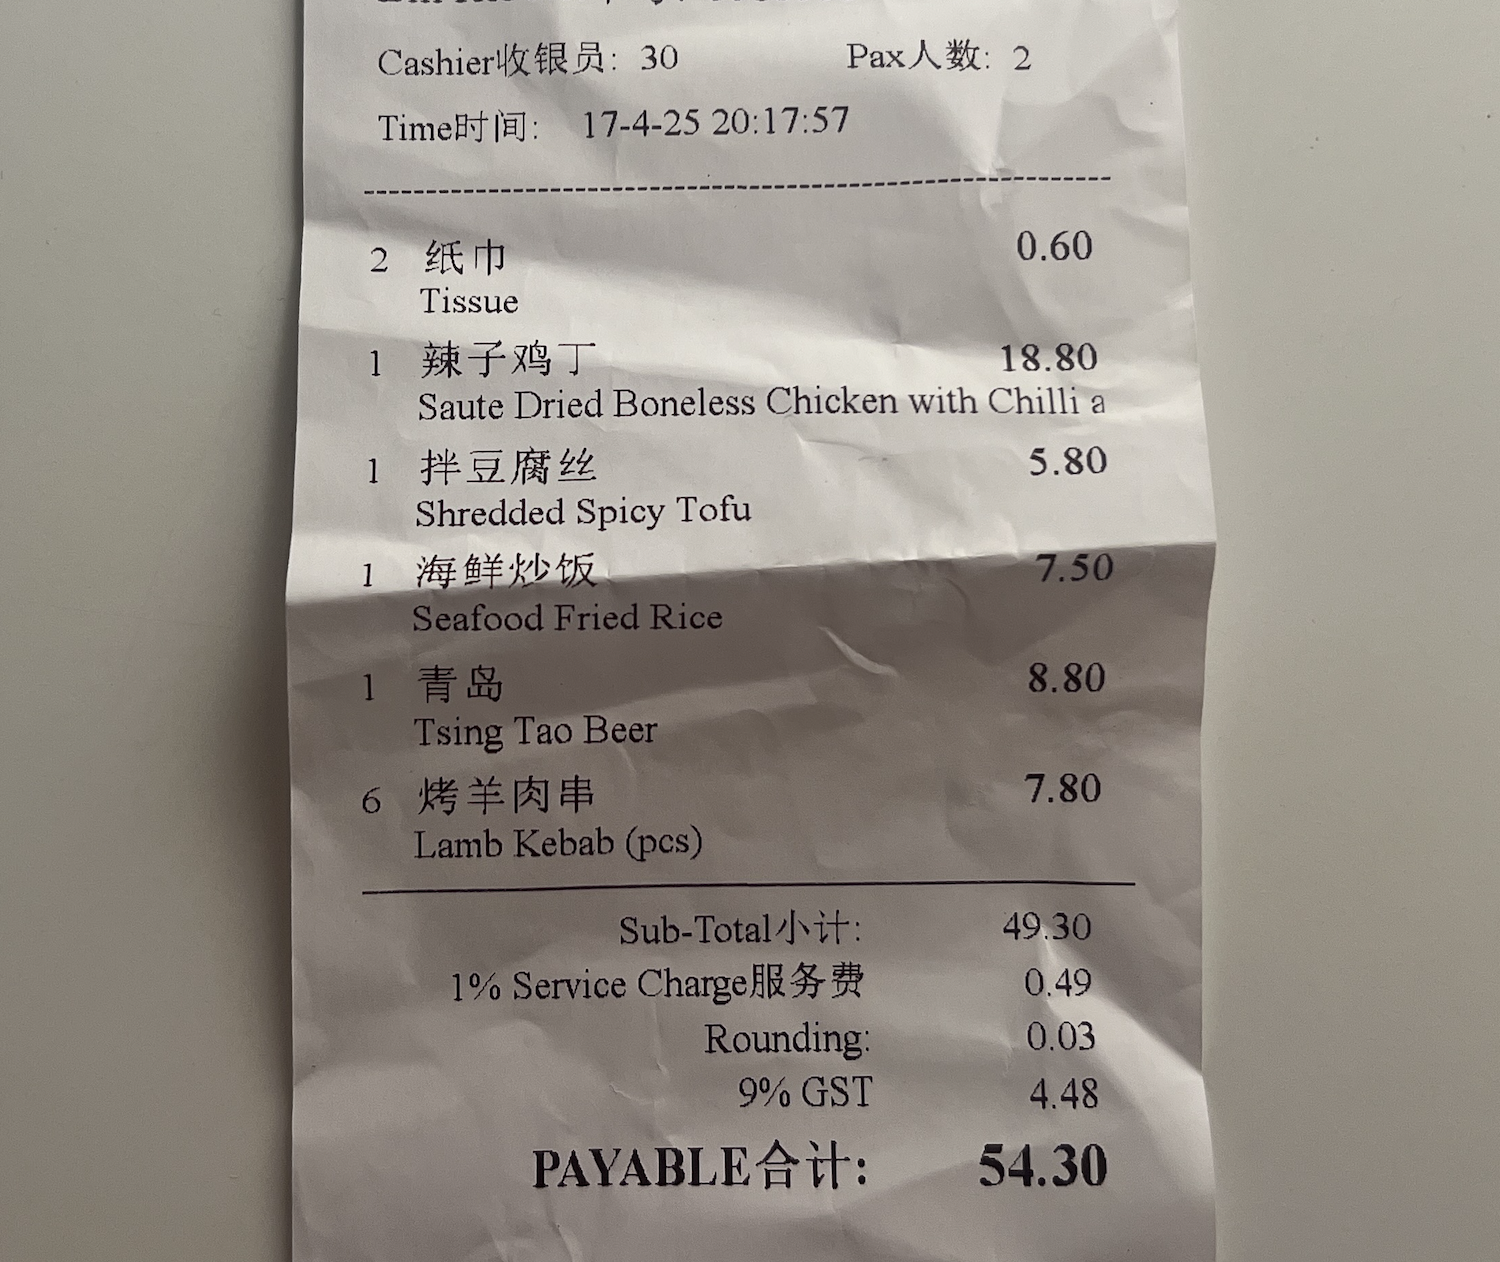 Cashier收银员: 30 Pax人数: 2
Time时间: 17-4-25 20:17:57
2 纸巾 0.60
Tissue
1 辣子鸡丁 18.80
Saute Dried Boneless Chicken with Chilli a
1 拌豆腐丝 5.80
Shredded Spicy Tofu
1 海鲜炒饭 7.50
Seafood Fried Rice
1 青岛 8.80
Tsing Tao Beer
6 烤羊肉串 7.80
Lamb Kebab (pcs)
Sub-Total小计: 49.30
1% Service Charge服务费 0.49
Rounding: 0.03
9% GST 4.48
PAYABLE合计: 54.30